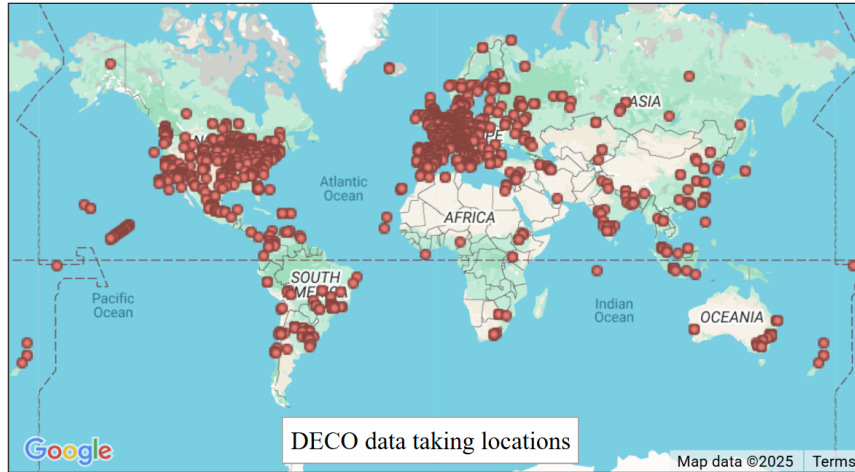 ASIA
Atlantic
Ocean
AFRICA
SOUTH
Pacific
Ocean
Indian
Ocean
OCEANIA
DECO data taking locations
Google
Map data ©2025
Terms